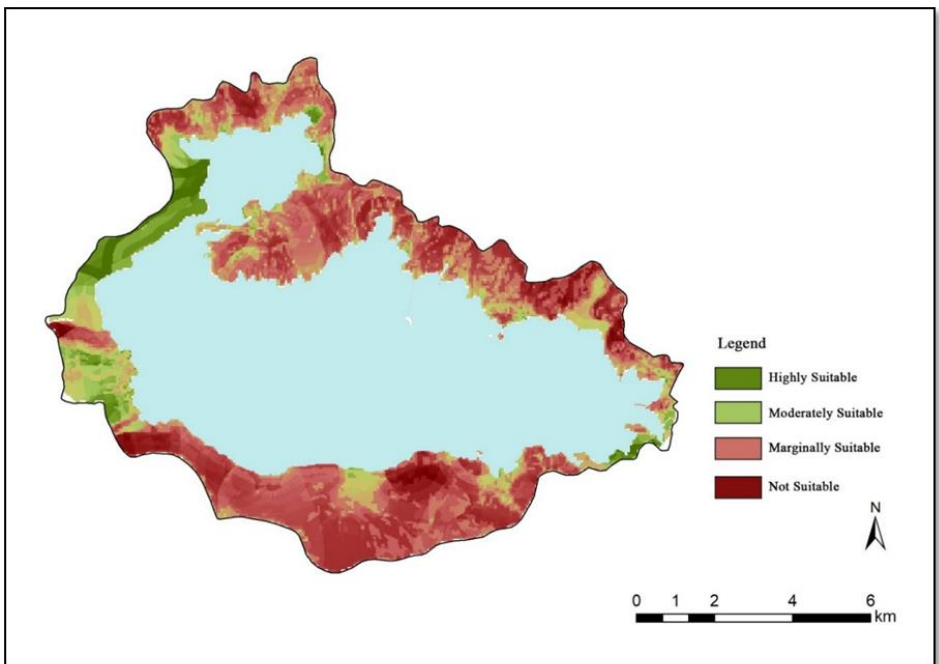 Legend
Highly Suitable
Moderately Suitable
Marginally Suitable
Not Suitable
N
0 1 2 4 6
km